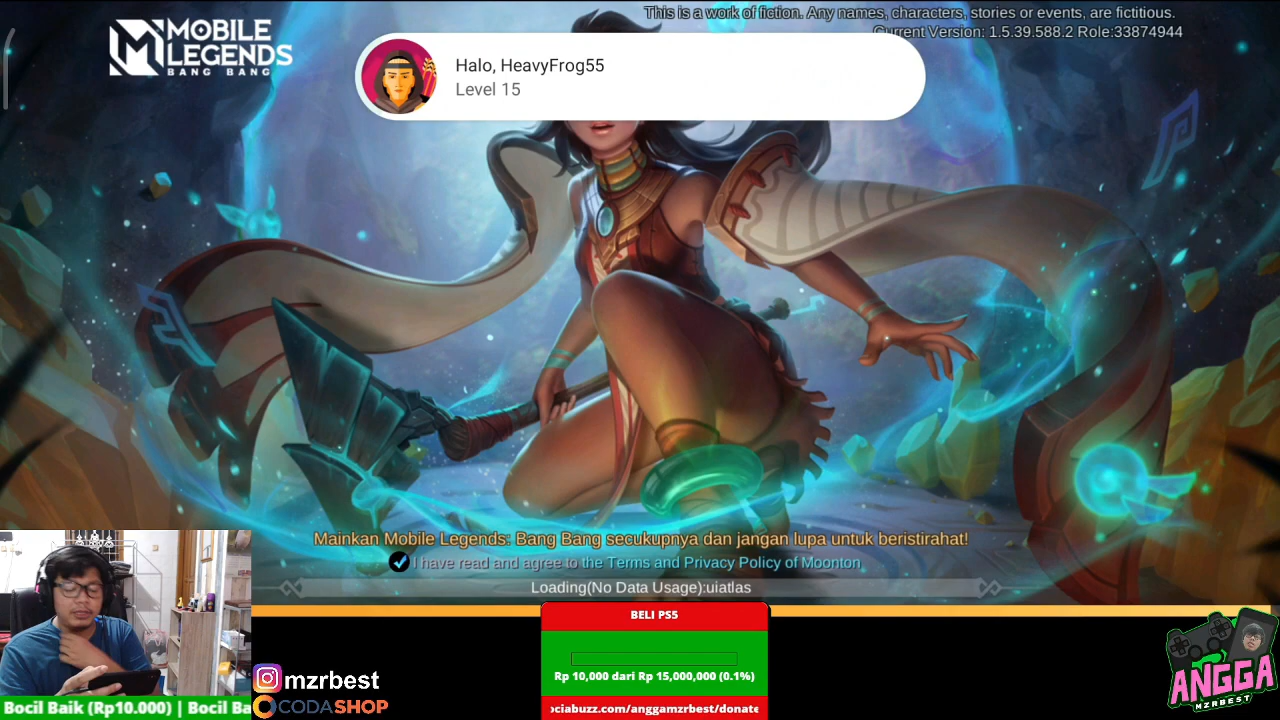 MOBILE
LEGENDS
BANG BANG
This is a work of fiction. Any names, characters, stories or events, are fictitious.
Current Version: 1.5.39.588.2 Role:33874944
Halo, HeavyFrog55
Level 15
Mainkan Mobile Legends: Bang Bang secukupnya dan jangan lupa untuk beristirahat!
I have read and agree to the Terms and Privacy Policy of Moonton
Loading(No Data Usage):uiatlas
BELI PS5
Rp 10,000 dari Rp 15,000,000 (0.1%)
ociabuzz.com/anggamzrbest/donate
mzrbest
CODASHOP
Bocil Baik (Rp10.000) | Bocil Ba
ANGGA
MZRBEST